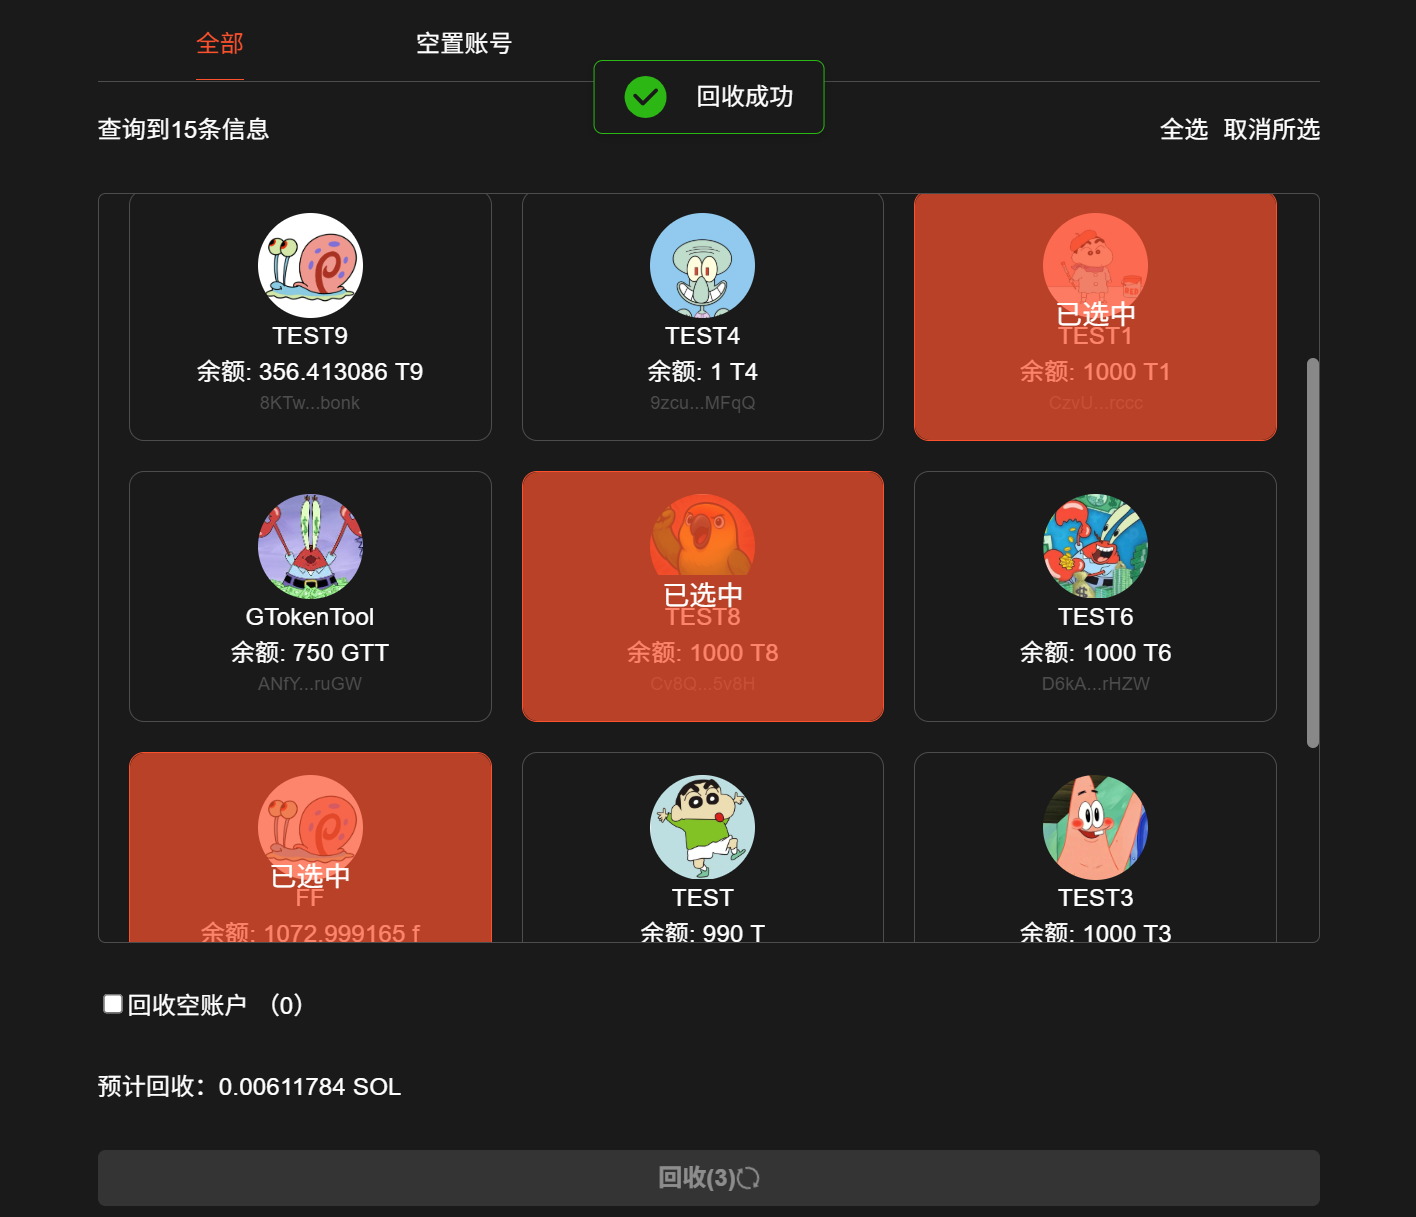 全部
空置账号
回收成功
查询到15条信息
全选 取消所选
TEST9
余额: 356.413086 T9
8KTw...bonk
TEST4
余额: 1 T4
9zcu...MFqQ
已选中
TEST1
余额: 1000 T1
CzvU...rccc
GTokenTool
余额: 750 GTT
ANfY...ruGW
已选中
TEST8
余额: 1000 T8
Cv8Q...5v8H
TEST6
余额: 1000 T6
D6kA...rHZW
已选中
FF
余额: 1072.999165 f
TEST
余额: 990 T
TEST3
余额: 1000 T3
回收空账户 （0）
预计回收：0.00611784 SOL
回收(3)